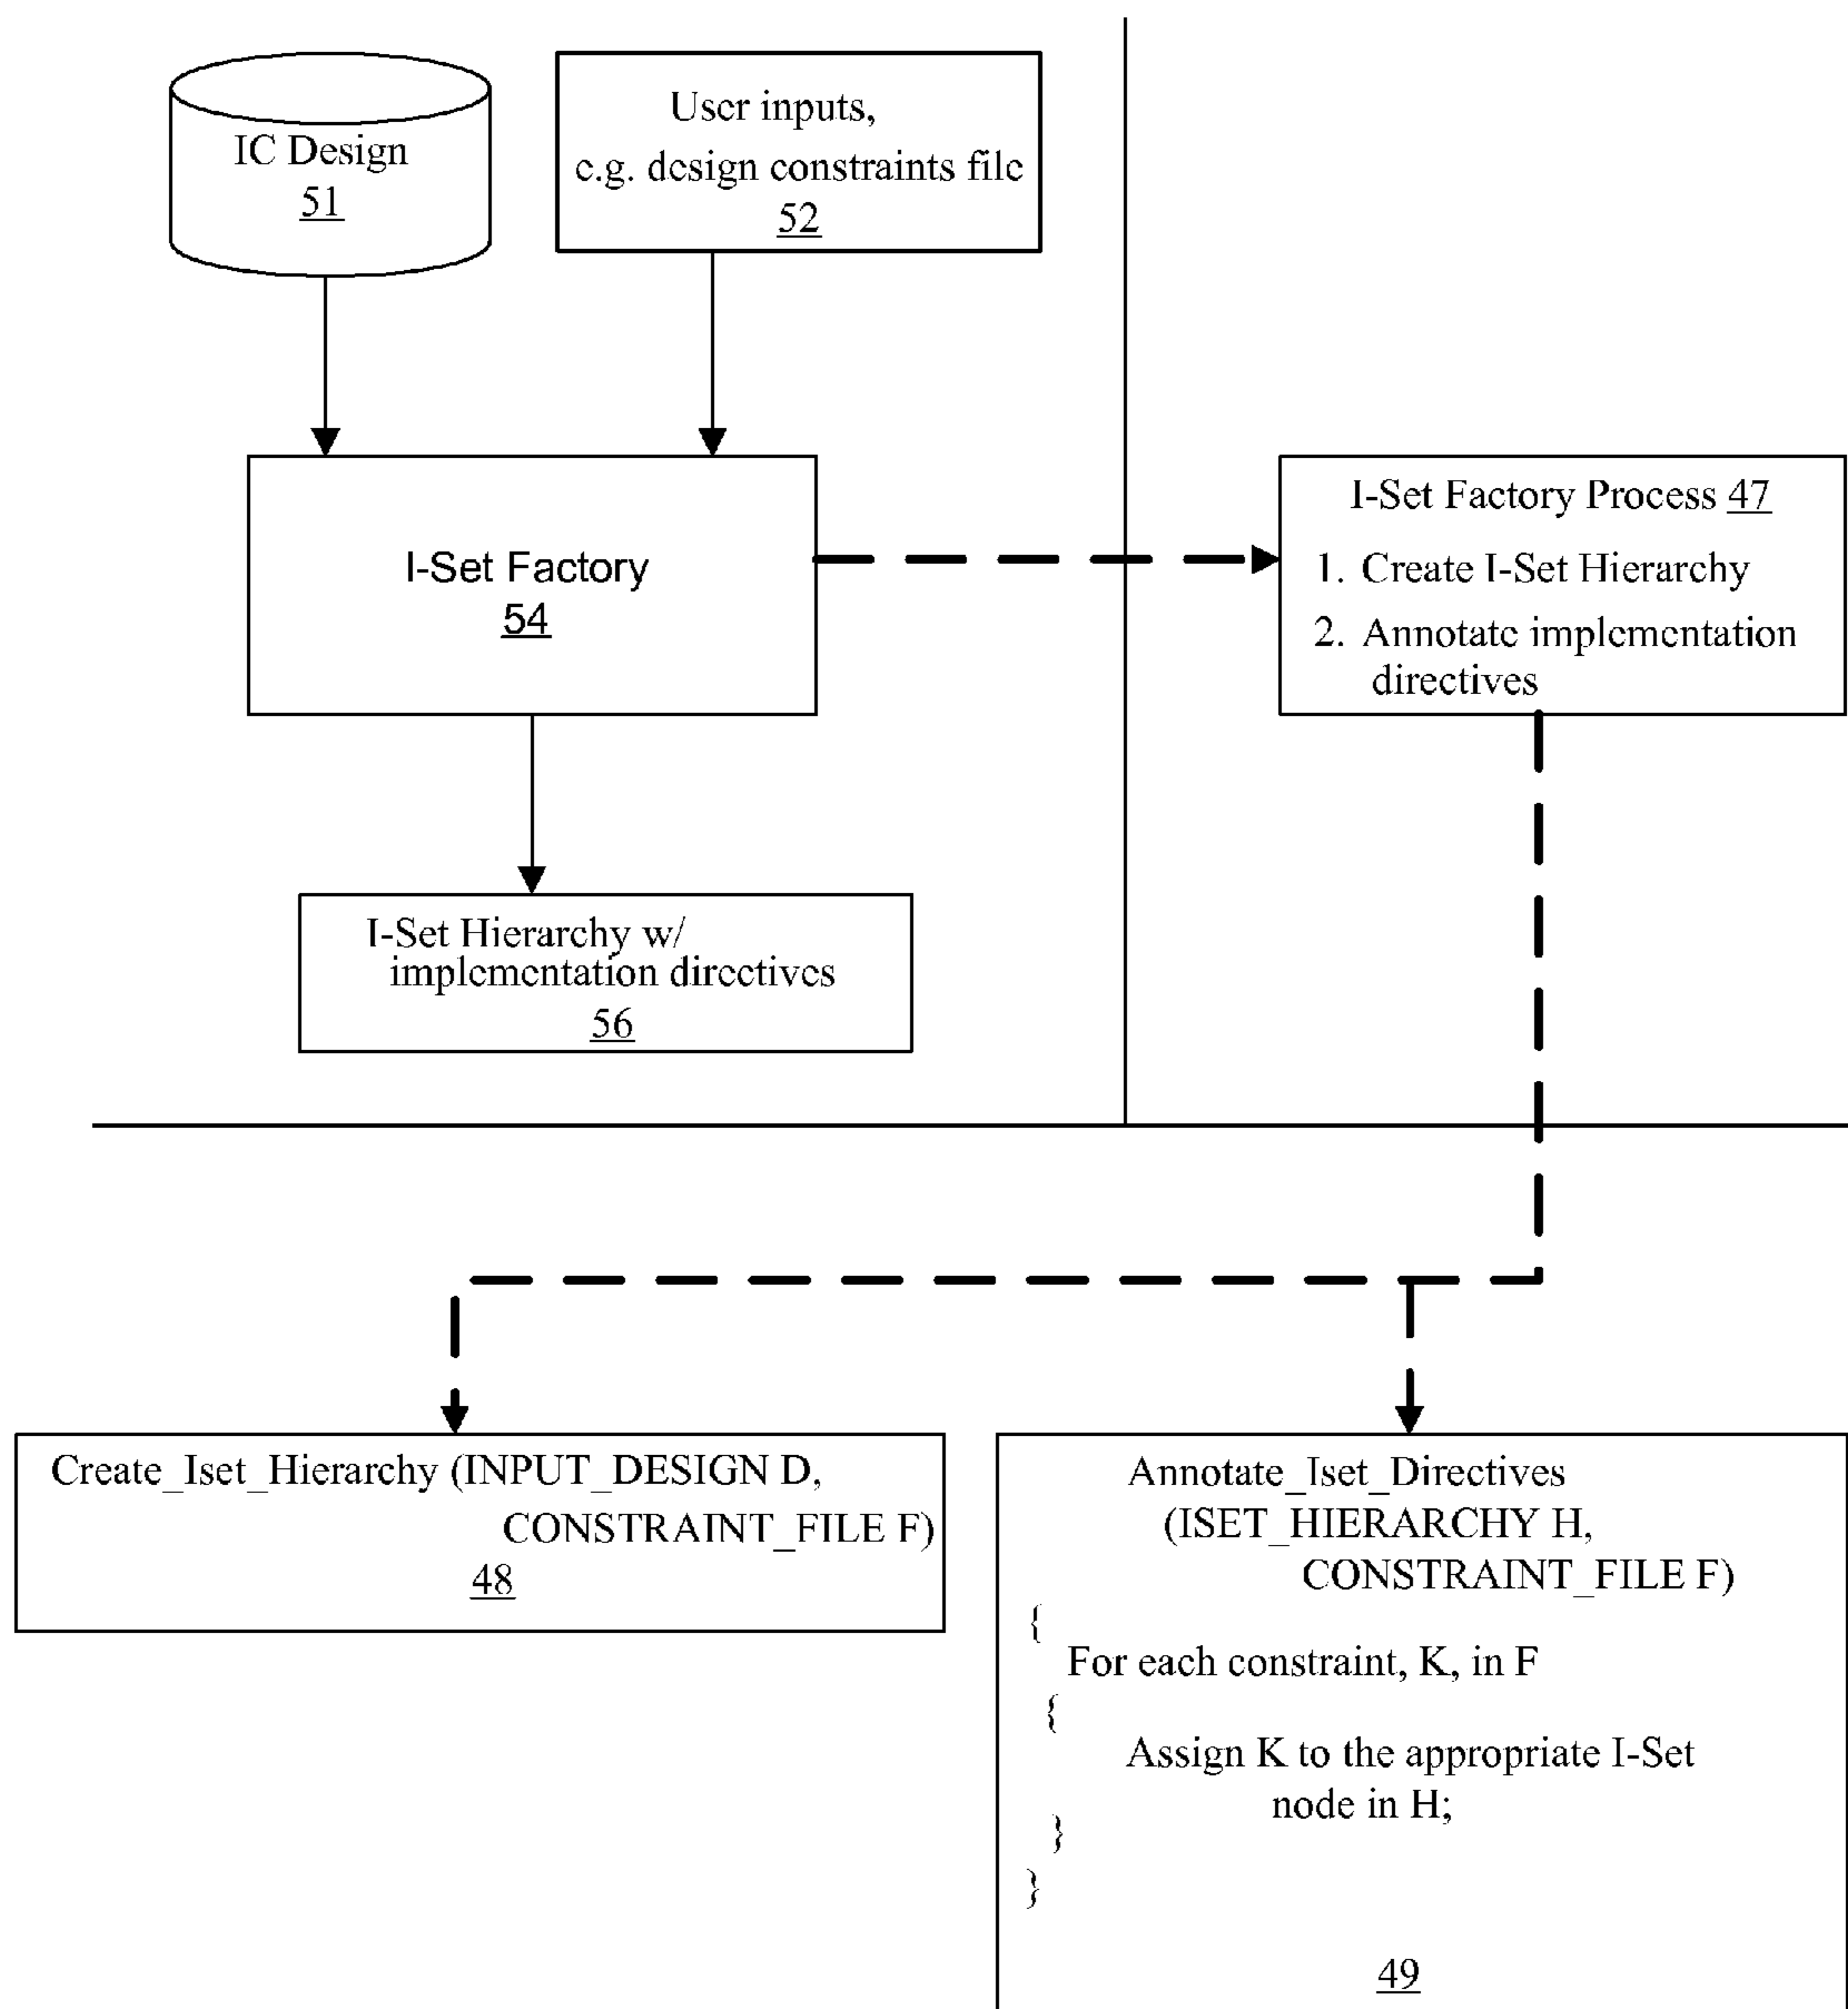 IC Design
51
User inputs,
e.g. design constraints file
52
I-Set Factory
54
I-Set Factory Process 47
1. Create I-Set Hierarchy
2. Annotate implementation
directives
I-Set Hierarchy w/
implementation directives
56
Create_Iset_Hierarchy (INPUT_DESIGN D,
CONSTRAINT_FILE F)
48
Annotate_Iset_Directives
(ISET_HIERARCHY H,
CONSTRAINT_FILE F)
{
For each constraint, K, in F
{
Assign K to the appropriate I-Set
node in H;
}
}
49